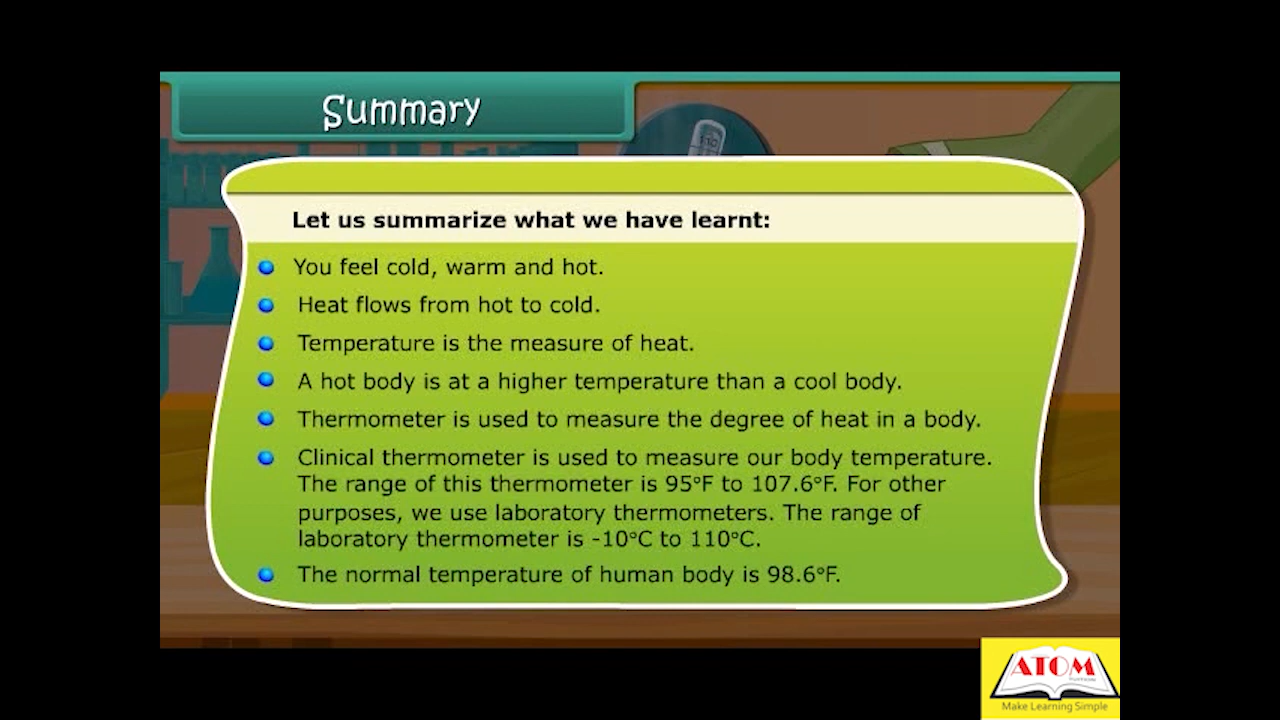 Summary
Let us summarize what we have learnt:
You feel cold, warm and hot.
Heat flows from hot to cold.
Temperature is the measure of heat.
A hot body is at a higher temperature than a cool body.
Thermometer is used to measure the degree of heat in a body.
Clinical thermometer is used to measure our body temperature.
The range of this thermometer is 95°F to 107.6°F. For other
purposes, we use laboratory thermometers. The range of
laboratory thermometer is -10°C to 110°C.
The normal temperature of human body is 98.6°F.
ATOM
Make Learning Simple